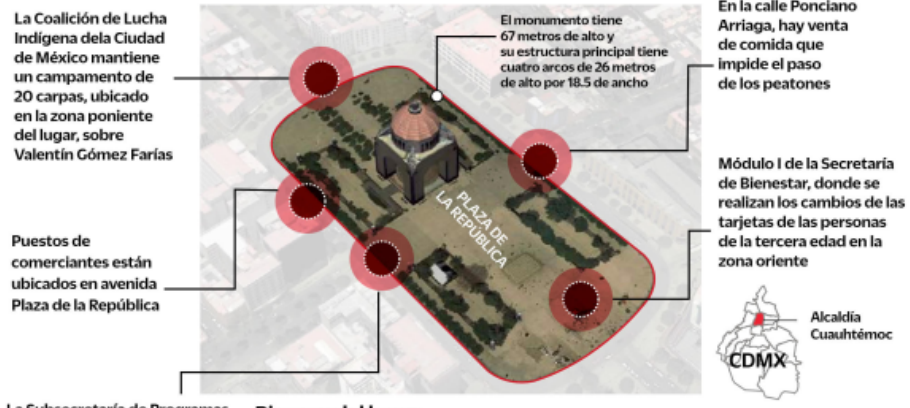 La Coalición de Lucha
Indígena dela Ciudad
de México mantiene
un campamento de
20 carpas, ubicado
en la zona poniente
del lugar, sobre
Valentín Gómez Farías
El monumento tiene
67 metros de alto y
su estructura principal tiene
cuatro arcos de 26 metros
de alto por 18.5 de ancho
En la calle Ponciano
Arriaga, hay venta
de comida que
impide el paso
de los peatones
Módulo I de la Secretaría
de Bienestar, donde se
realizan los cambios de las
tarjetas de las personas
de la tercera edad en la
zona oriente
Puestos de
comerciantes están
ubicados en avenida
Plaza de la República
PLAZA DE
LA REPÚBLICA
Alcaldía
Cuauhtémoc
CDMX
La Subsecretaría de Programas